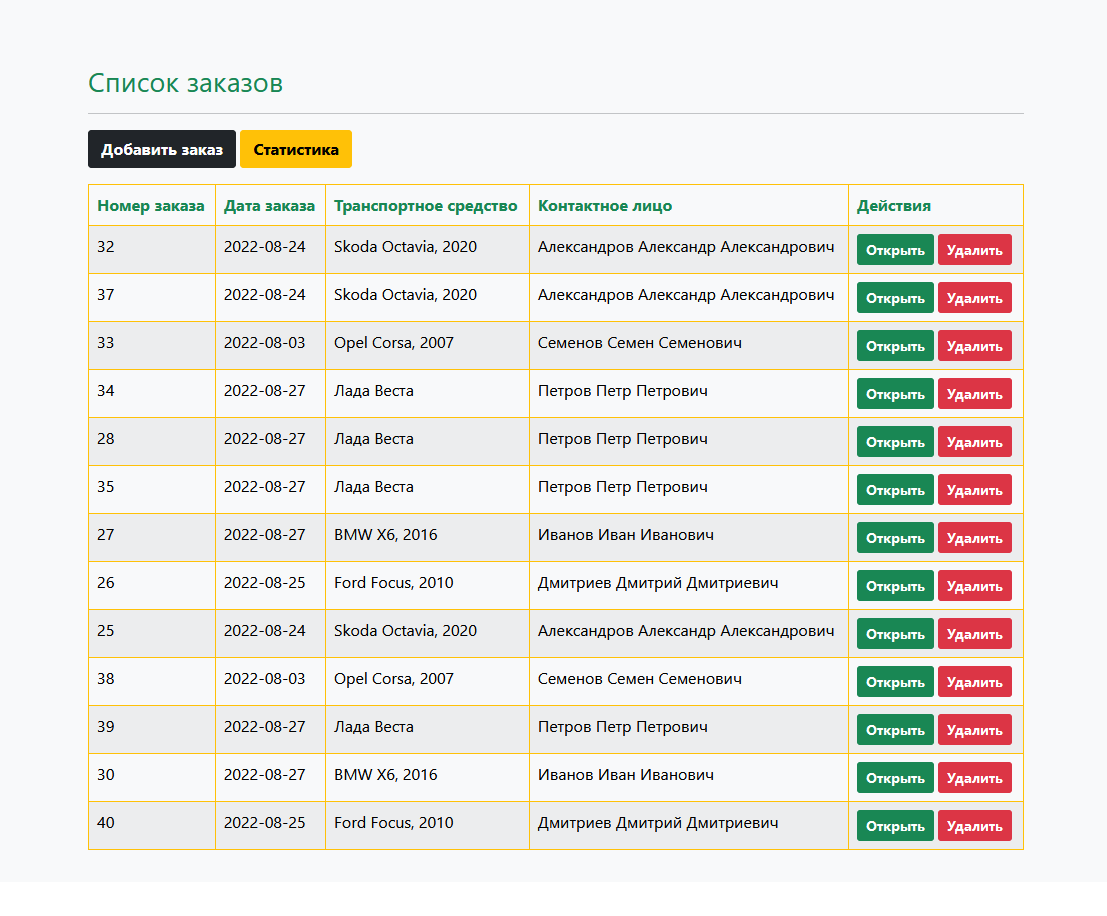 Список заказов
Добавить заказ Статистика
Номер заказа Дата заказа Транспортное средство Контактное лицо Действия
32 2022-08-24 Skoda Octavia, 2020 Александров Александр Александрович Открыть Удалить
37 2022-08-24 Skoda Octavia, 2020 Александров Александр Александрович Открыть Удалить
33 2022-08-03 Opel Corsa, 2007 Семенов Семен Семенович Открыть Удалить
34 2022-08-27 Лада Веста Петров Петр Петрович Открыть Удалить
28 2022-08-27 Лада Веста Петров Петр Петрович Открыть Удалить
35 2022-08-27 Лада Веста Петров Петр Петрович Открыть Удалить
27 2022-08-27 BMW X6, 2016 Иванов Иван Иванович Открыть Удалить
26 2022-08-25 Ford Focus, 2010 Дмитриев Дмитрий Дмитриевич Открыть Удалить
25 2022-08-24 Skoda Octavia, 2020 Александров Александр Александрович Открыть Удалить
38 2022-08-03 Opel Corsa, 2007 Семенов Семен Семенович Открыть Удалить
39 2022-08-27 Лада Веста Петров Петр Петрович Открыть Удалить
30 2022-08-27 BMW X6, 2016 Иванов Иван Иванович Открыть Удалить
40 2022-08-25 Ford Focus, 2010 Дмитриев Дмитрий Дмитриевич Открыть Удалить